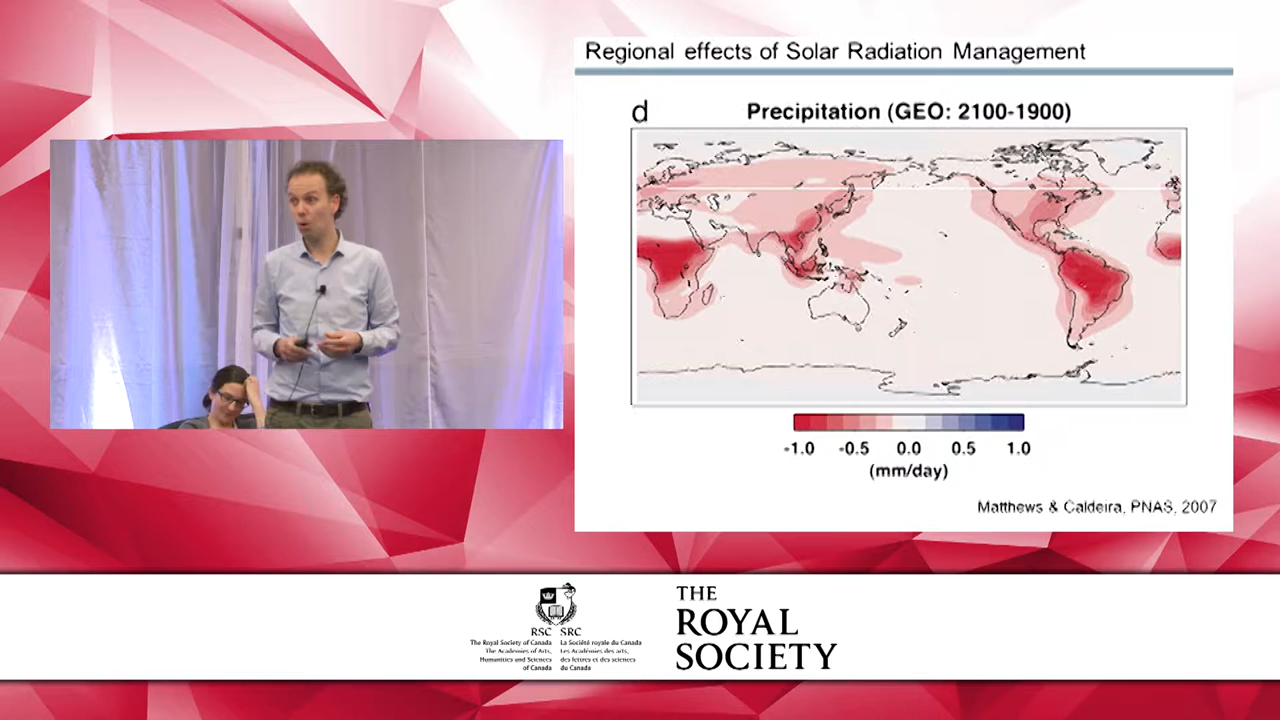 Regional effects of Solar Radiation Management
d
Precipitation (GEO: 2100-1900)
-1.0 -0.5 0.0 0.5 1.0
(mm/day)
Matthews & Caldeira, PNAS, 2007
RSC SRC
The Royal Society of Canada
The Academies of Arts,
Humanities and Sciences
of Canada
La Société royale du Canada
Les Académies des arts,
des lettres et des sciences
du Canada
THE
ROYAL
SOCIETY